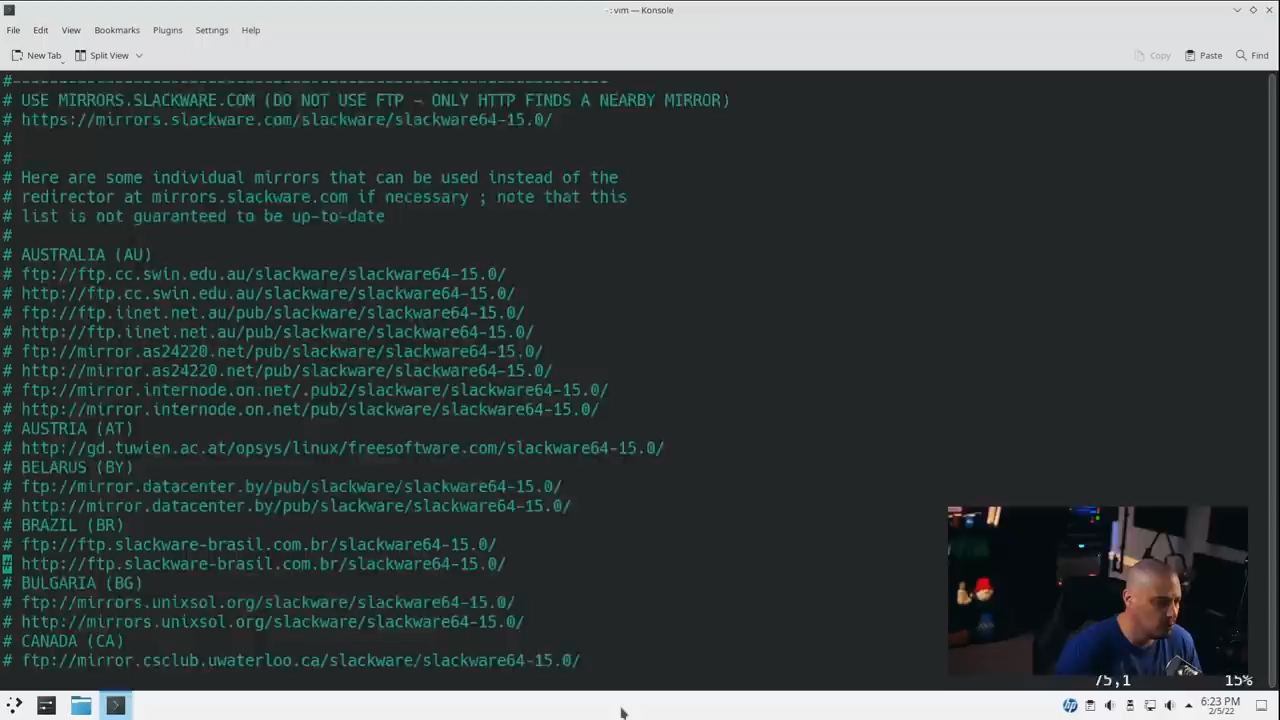 ~ : vim — Konsole
File Edit View Bookmarks Plugins Settings Help
New Tab Split View Copy Paste Find
#----------------------------------------------------------------
# USE MIRRORS.SLACKWARE.COM (DO NOT USE FTP - ONLY HTTP FINDS A NEARBY MIRROR)
# https://mirrors.slackware.com/slackware/slackware64-15.0/
#
#
# Here are some individual mirrors that can be used instead of the
# redirector at mirrors.slackware.com if necessary ; note that this
# list is not guaranteed to be up-to-date
#
# AUSTRALIA (AU)
# ftp://ftp.cc.swin.edu.au/slackware/slackware64-15.0/
# http://ftp.cc.swin.edu.au/slackware/slackware64-15.0/
# ftp://ftp.iinet.net.au/pub/slackware/slackware64-15.0/
# http://ftp.iinet.net.au/pub/slackware/slackware64-15.0/
# ftp://mirror.as24220.net/pub/slackware/slackware64-15.0/
# http://mirror.as24220.net/pub/slackware/slackware64-15.0/
# ftp://mirror.internode.on.net/.pub2/slackware/slackware64-15.0/
# http://mirror.internode.on.net/pub/slackware/slackware64-15.0/
# AUSTRIA (AT)
# http://gd.tuwien.ac.at/opsys/linux/freesoftware.com/slackware64-15.0/
# BELARUS (BY)
# ftp://mirror.datacenter.by/pub/slackware/slackware64-15.0/
# http://mirror.datacenter.by/pub/slackware/slackware64-15.0/
# BRAZIL (BR)
# ftp://ftp.slackware-brasil.com.br/slackware64-15.0/
# http://ftp.slackware-brasil.com.br/slackware64-15.0/
# BULGARIA (BG)
# ftp://mirrors.unixsol.org/slackware/slackware64-15.0/
# http://mirrors.unixsol.org/slackware/slackware64-15.0/
# CANADA (CA)
# ftp://mirror.csclub.uwaterloo.ca/slackware/slackware64-15.0/
75,1 15%
6:23 PM
2/5/22